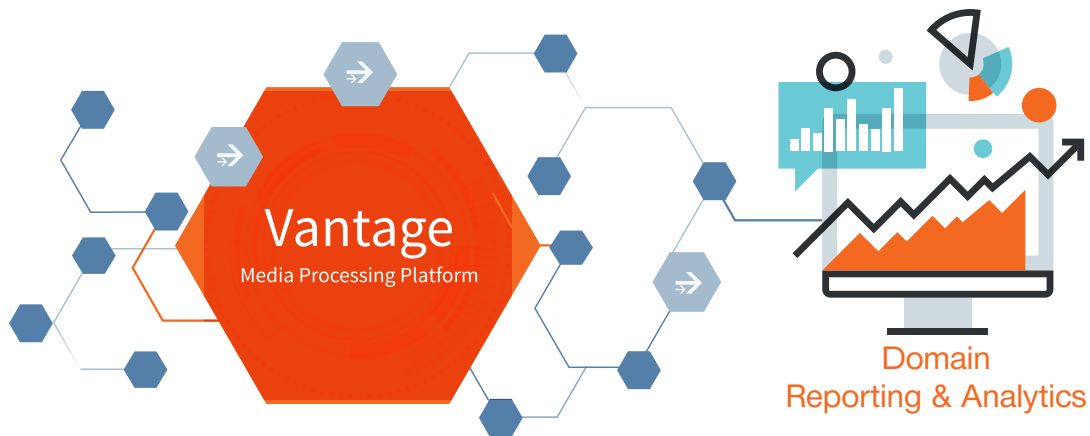 Vantage
Media Processing Platform
Domain
Reporting & Analytics